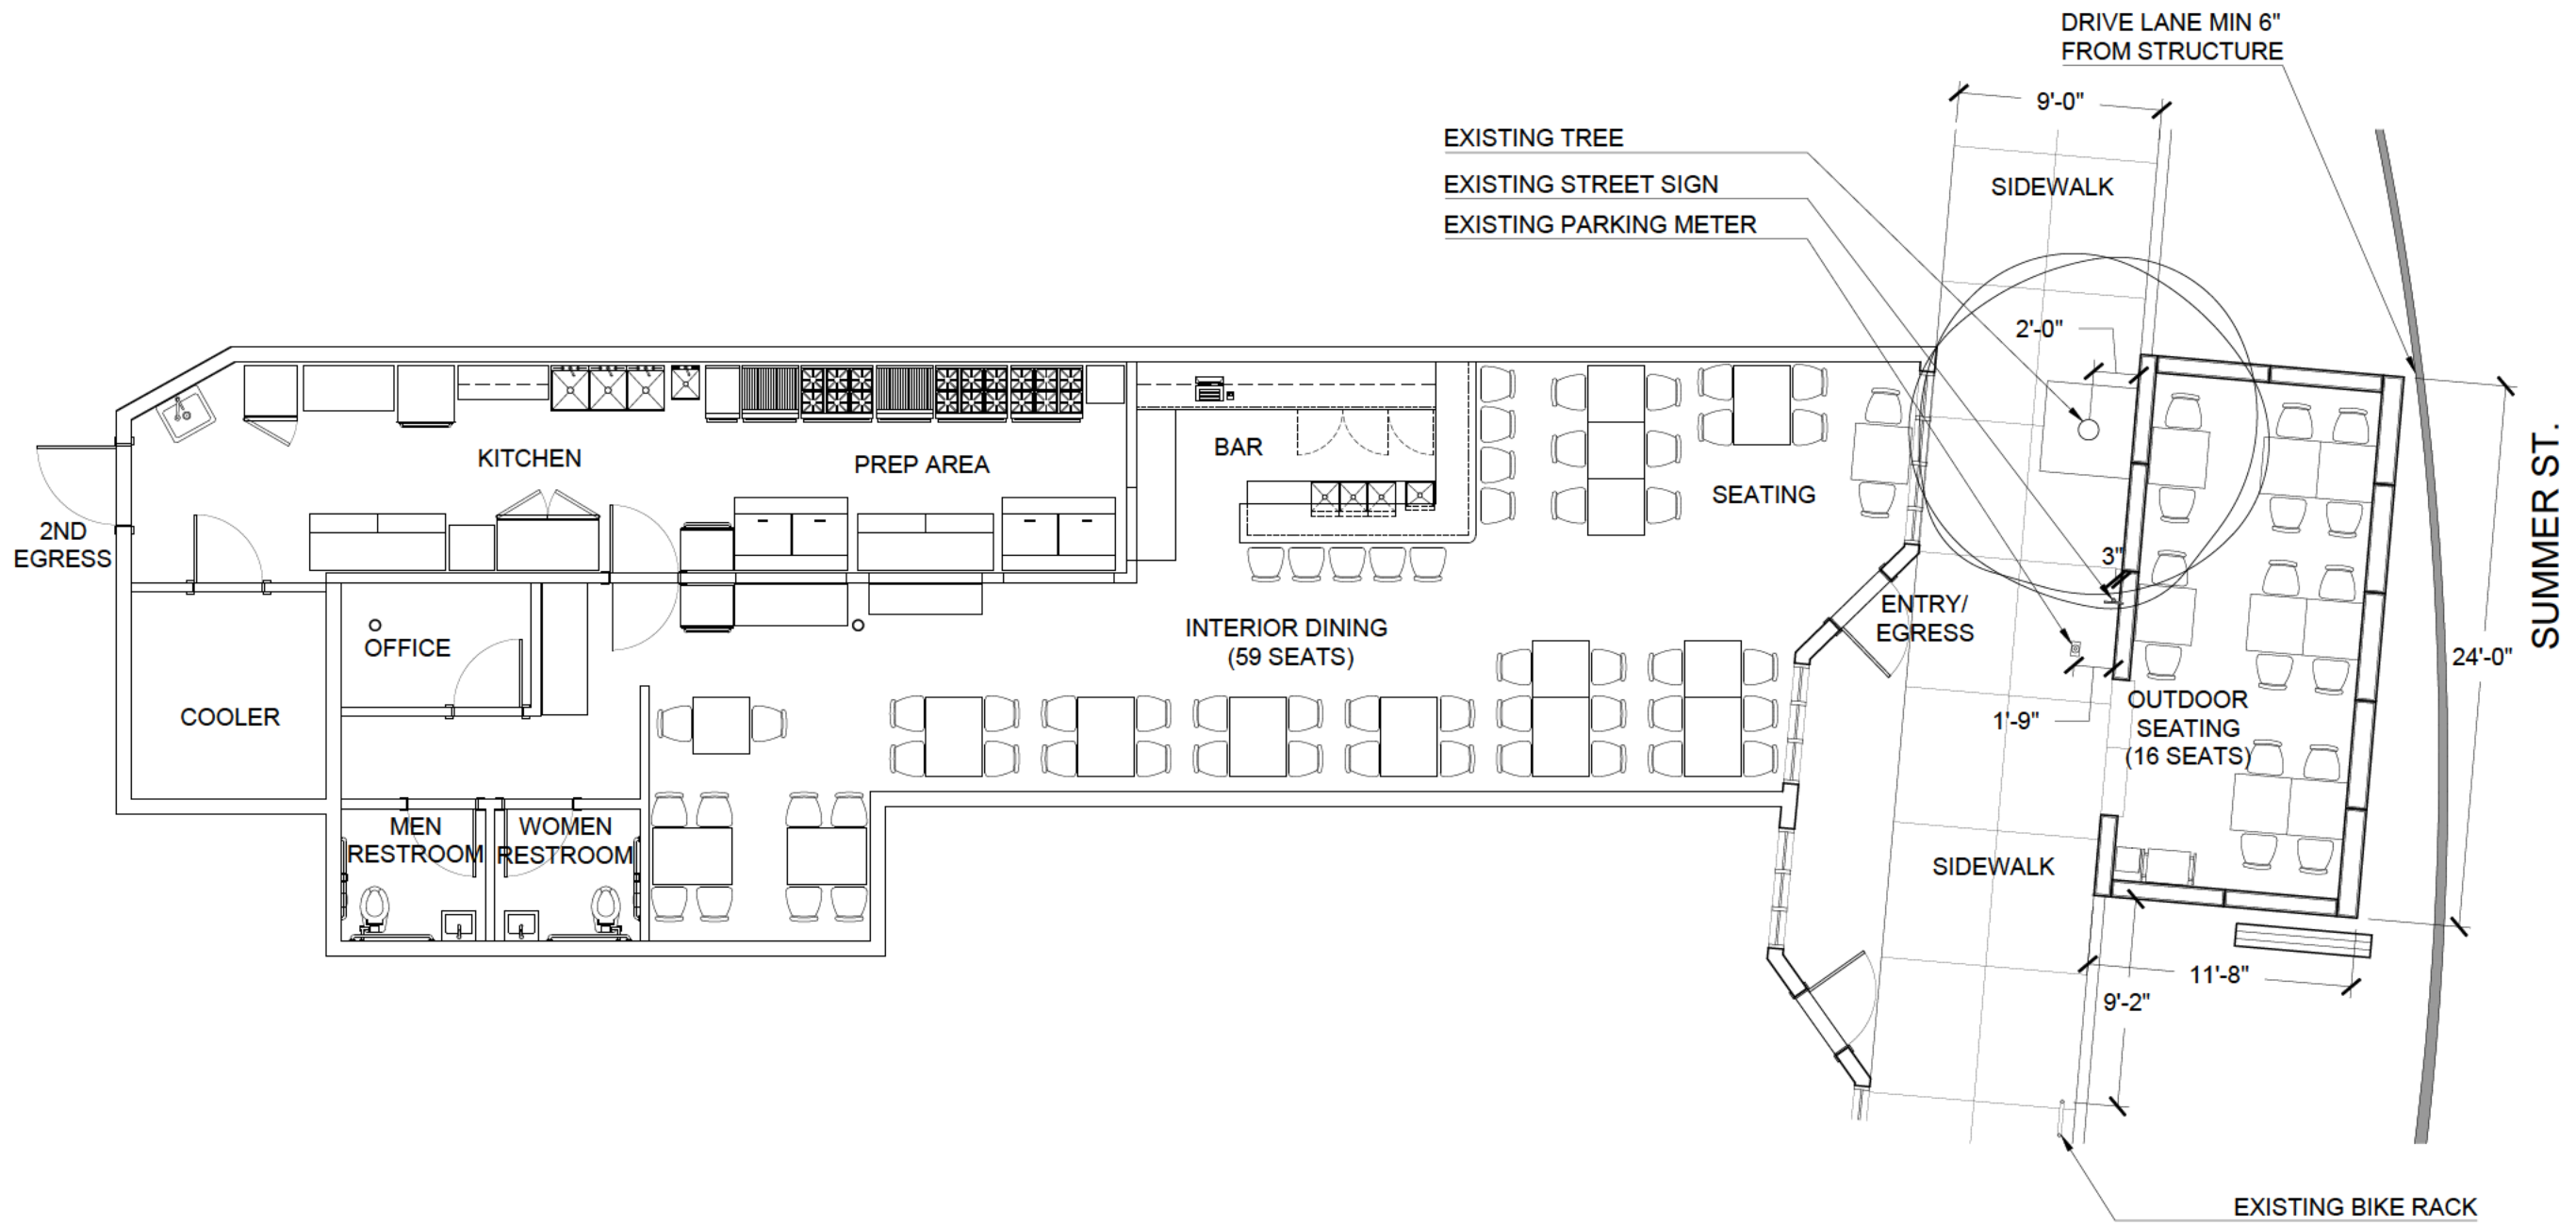 DRIVE LANE MIN 6"
FROM STRUCTURE
9'-0"
EXISTING TREE
EXISTING STREET SIGN
EXISTING PARKING METER
SIDEWALK
2'-0"
KITCHEN
PREP AREA
BAR
SEATING
SUMMER ST.
2ND
EGRESS
3"
ENTRY/
EGRESS
INTERIOR DINING
(59 SEATS)
OFFICE
24'-0"
COOLER
1'-9"
OUTDOOR
SEATING
(16 SEATS)
MEN
RESTROOM
WOMEN
RESTROOM
SIDEWALK
11'-8"
9'-2"
EXISTING BIKE RACK